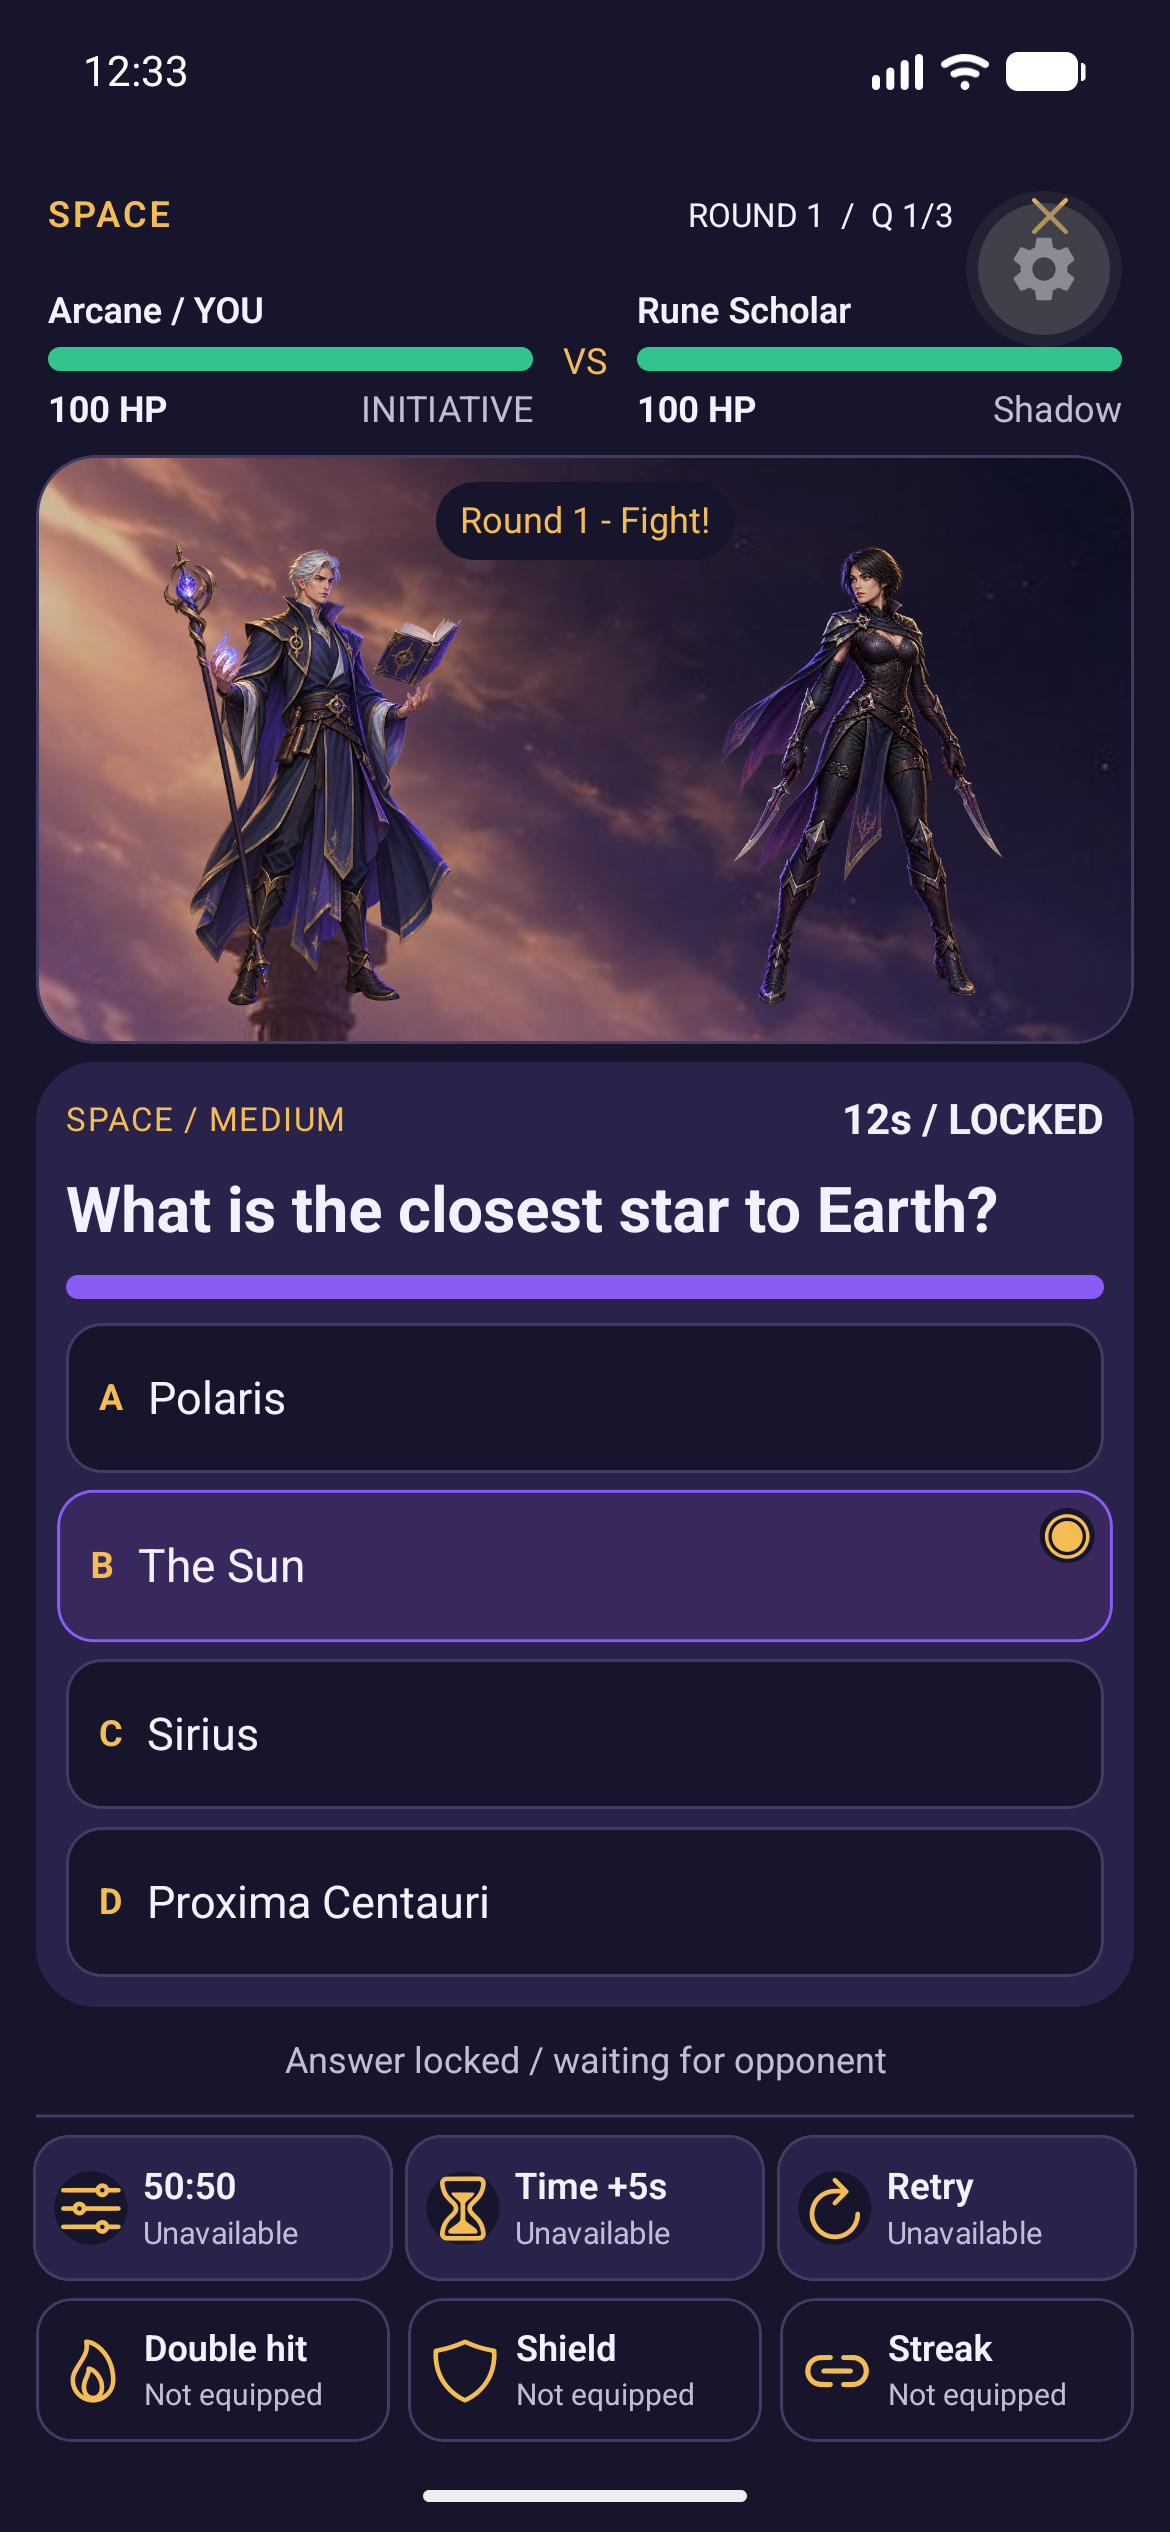 12:33
SPACE
ROUND 1 / Q 1/3
Arcane / YOU
Rune Scholar
VS
100 HP
INITIATIVE
100 HP
Shadow
Round 1 - Fight!
SPACE / MEDIUM
12s / LOCKED
What is the closest star to Earth?
A Polaris
B The Sun
C Sirius
D Proxima Centauri
Answer locked / waiting for opponent
50:50
Unavailable
Time +5s
Unavailable
Retry
Unavailable
Double hit
Not equipped
Shield
Not equipped
Streak
Not equipped